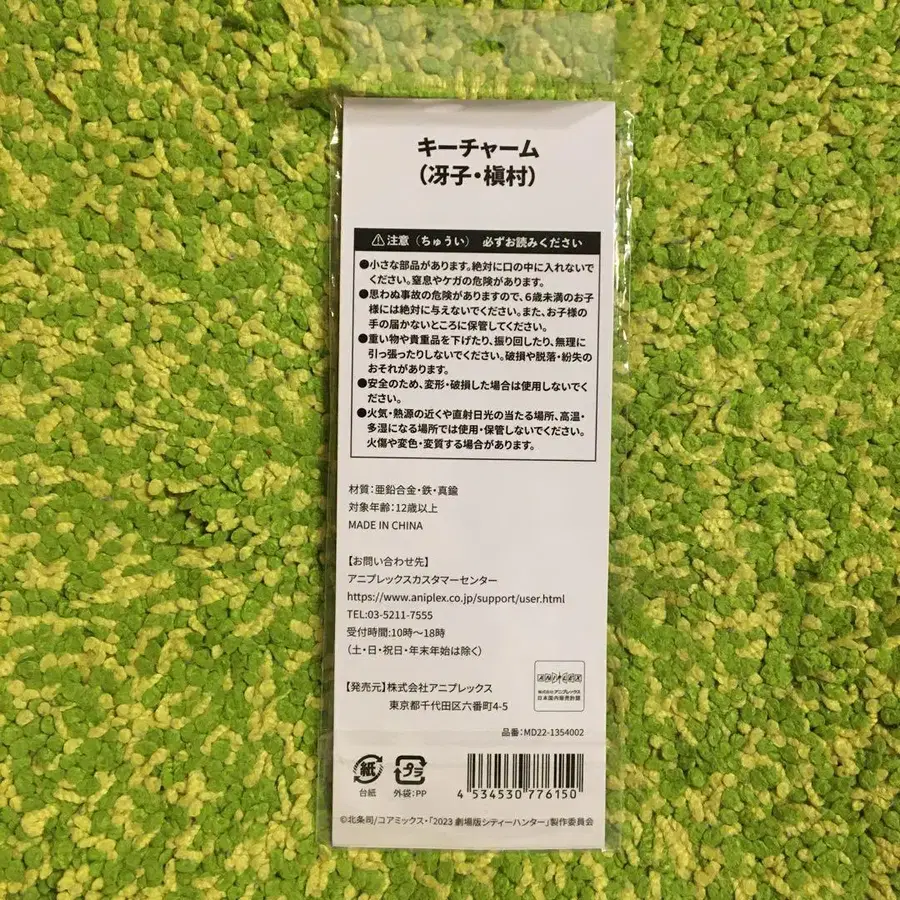 キーチャーム
（冴子・槇村）
⚠注意（ちゅうい） 必ずお読みください
●小さな部品があります。絶対に口の中に入れないで
ください。窒息やケガの危険があります。
●思わぬ事故の危険がありますので、6歳未満のお子
様には絶対に与えないでください。また、お子様の
手の届かないところに保管してください。
●重い物や貴重品を下げたり、振り回したり、無理に
引っ張ったりしないでください。破損や脱落・紛失の
おそれがあります。
●安全のため、変形・破損した場合は使用しないでく
ださい。
●火気・熱源の近くや直射日光の当たる場所、高温・
多湿になる場所では使用・保管しないでください。
火傷や変色・変質する場合があります。
材質：亜鉛合金・鉄・真鍮
対象年齢：12歳以上
MADE IN CHINA
【お問い合わせ先】
アニプレックスカスタマーセンター
https://www.aniplex.co.jp/support/user.html
TEL:03-5211-7555
受付時間:10時～18時
（土・日・祝日・年末年始は除く）
【発売元】株式会社アニプレックス
東京都千代田区六番町4-5
ANIPLEX
株式会社アニプレックス
日本国内販売許諾
品番：MD22-1354002
紙
台紙
プラ
外袋：PP
4 534530 776150
©北条司/コアミックス・「2023 劇場版シティーハンター」製作委員会